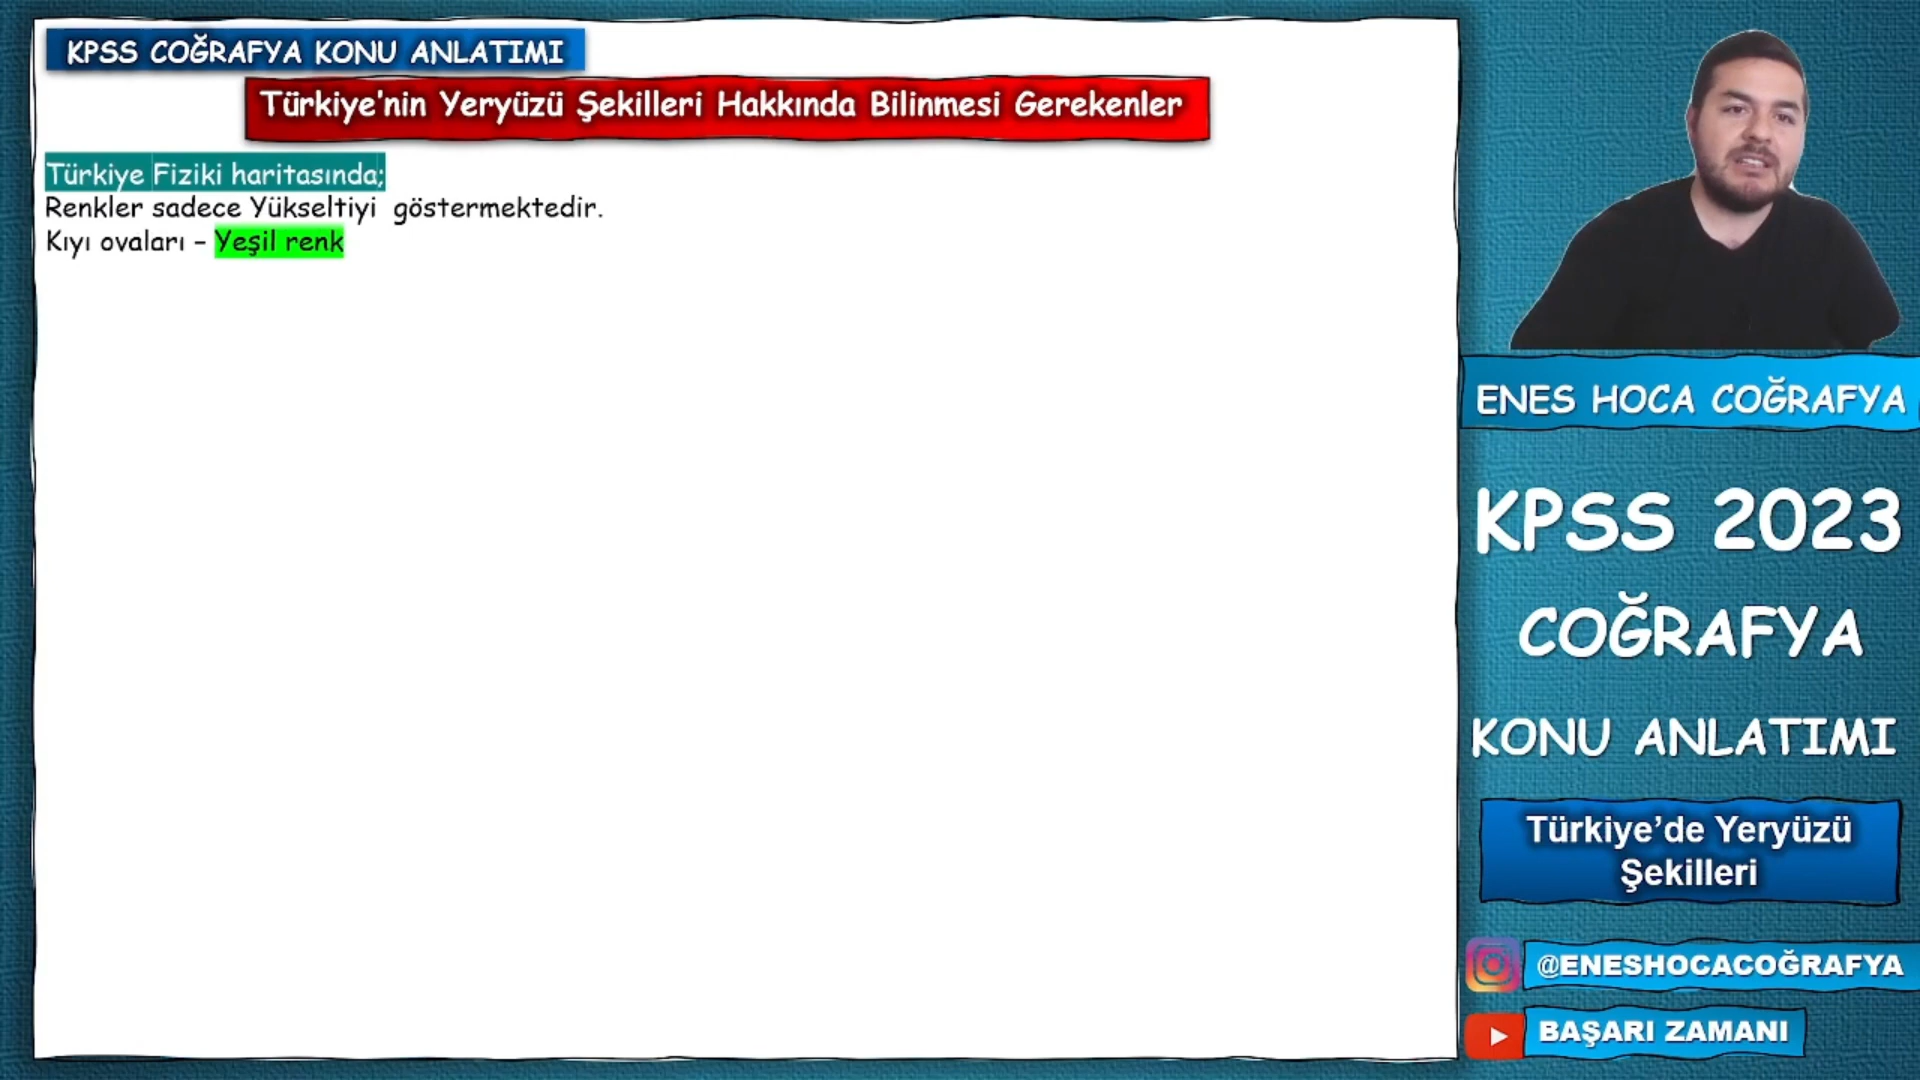 KPSS COĞRAFYA KONU ANLATIMI
Türkiye'nin Yeryüzü Şekilleri Hakkında Bilinmesi Gerekenler
Türkiye Fiziki haritasında;
Renkler sadece Yükseltiyi göstermektedir.
Kıyı ovaları – Yeşil renk
ENES HOCA COĞRAFYA
KPSS 2023
COĞRAFYA
KONU ANLATIMI
Türkiye'de Yeryüzü
Şekilleri
@ENESHOCACOĞRAFYA
BAŞARI ZAMANI